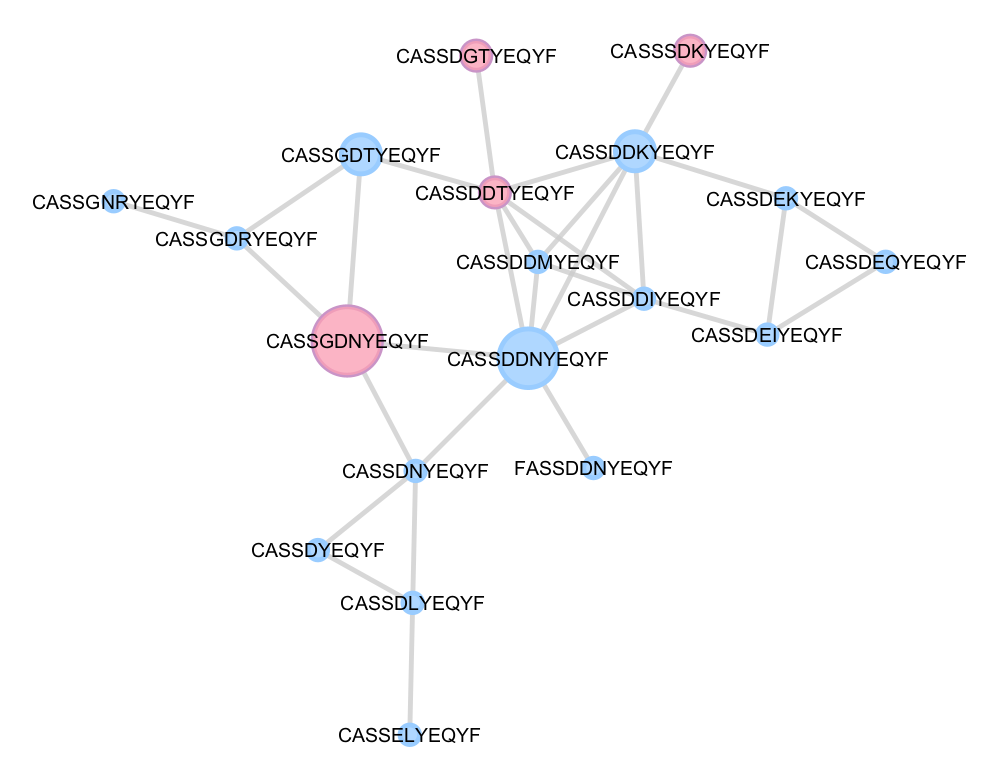 CASSDGTYEQYF
CASSSDKYEQYF
CASSGDTYEQYF
CASSDDKYEQYF
CASSGNRYEQYF
CASSDDTYEQYF
CASSDEKYEQYF
CASSGDRYEQYF
CASSDDMYEQYF
CASSDEQYEQYF
CASSDDIYEQYF
CASSGDNYEQYF
CASSDEIYEQYF
CASSDDNYEQYF
CASSDNYEQYF
FASSDDNYEQYF
CASSDYEQYF
CASSDLYEQYF
CASSELYEQYF